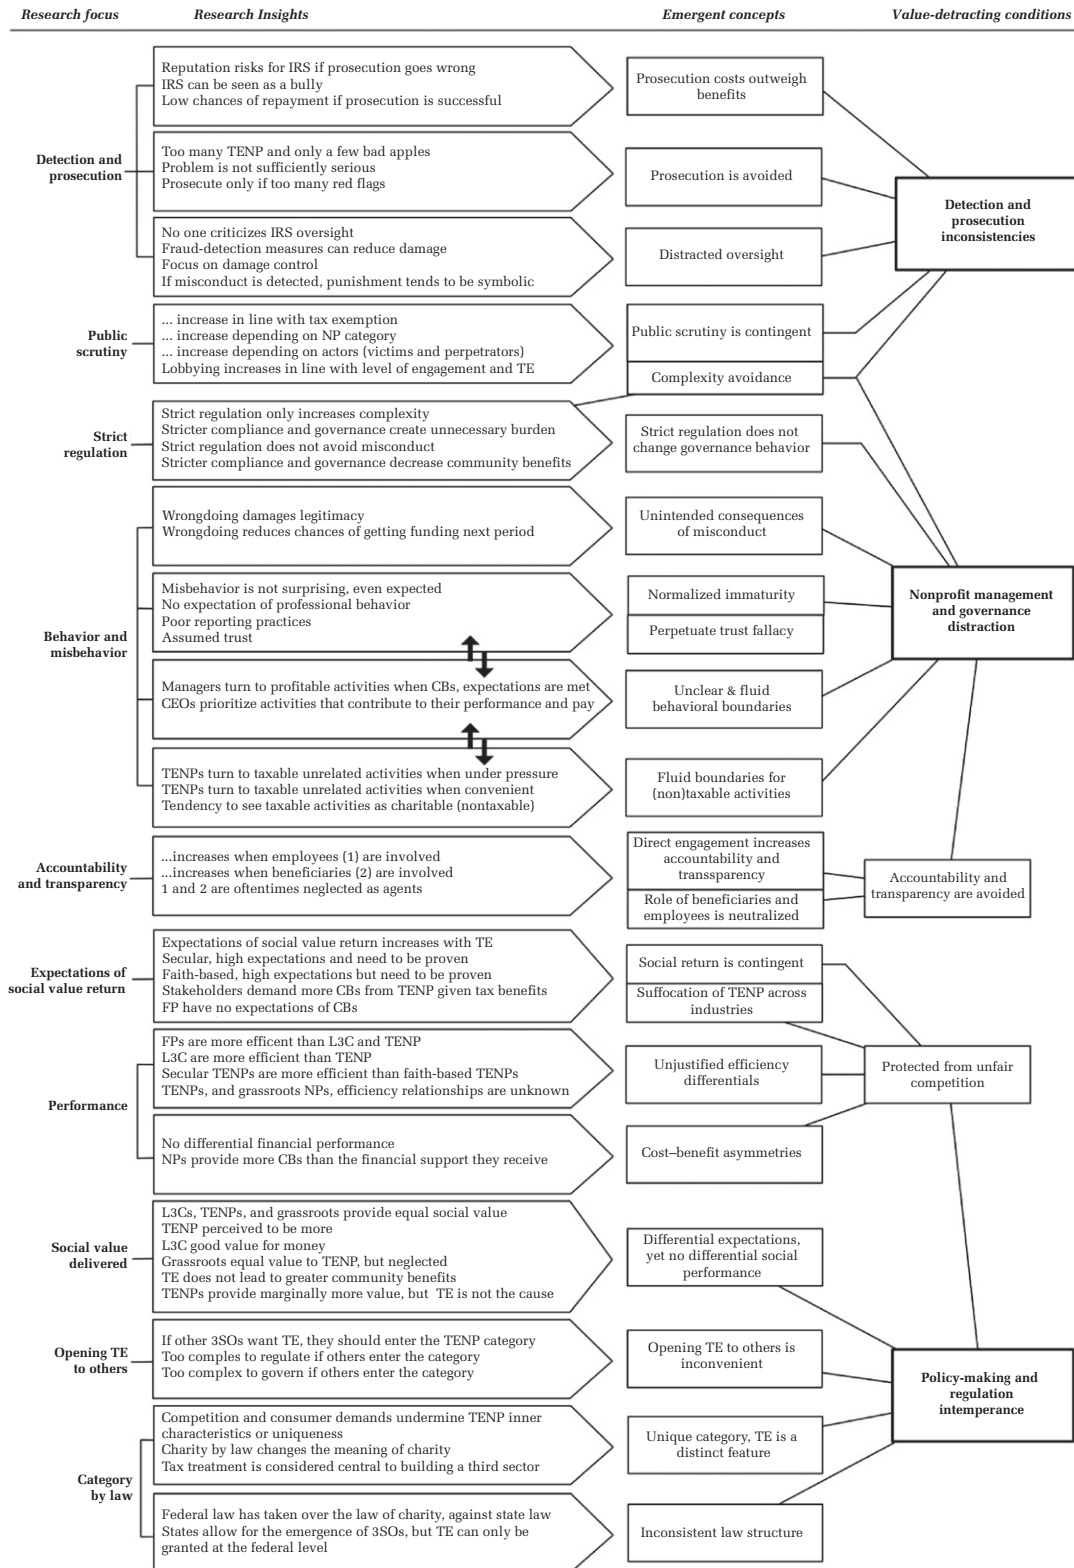 Research focus
Research Insights
Emergent concepts
Value-detracting conditions
Detection and
prosecution
Reputation risks for IRS if prosecution goes wrong
IRS can be seen as a bully
Low chances of repayment if prosecution is successful
Prosecution costs outweigh
benefits
Too many TENP and only a few bad apples
Problem is not sufficiently serious
Prosecute only if too many red flags
Prosecution is avoided
No one criticizes IRS oversight
Fraud-detection measures can reduce damage
Focus on damage control
If misconduct is detected, punishment tends to be symbolic
Distracted oversight
Detection and
prosecution
inconsistencies
Public
scrutiny
... increase in line with tax exemption
... increase depending on NP category
... increase depending on actors (victims and perpetrators)
Lobbying increases in line with level of engagement and TE
Public scrutiny is contingent
Complexity avoidance
Strict
regulation
Strict regulation only increases complexity
Stricter compliance and governance create unnecessary burden
Strict regulation does not avoid misconduct
Stricter compliance and governance decrease community benefits
Strict regulation does not
change governance behavior
Behavior and
misbehavior
Wrongdoing damages legitimacy
Wrongdoing reduces chances of getting funding next period
Unintended consequences
of misconduct
Misbehavior is not surprising, even expected
No expectation of professional behavior
Poor reporting practices
Assumed trust
Normalized immaturity
Perpetuate trust fallacy
Nonprofit management
and governance
distraction
Managers turn to profitable activities when CBs, expectations are met
CEOs prioritize activities that contribute to their performance and pay
Unclear & fluid
behavioral boundaries
TENPs turn to taxable unrelated activities when under pressure
TENPs turn to taxable unrelated activities when convenient
Tendency to see taxable activities as charitable (nontaxable)
Fluid boundaries for
(non)taxable activities
Accountability
and transparency
...increases when employees (1) are involved
...increases when beneficiaries (2) are involved
1 and 2 are oftentimes neglected as agents
Direct engagement increases
accountability and
transsparency
Role of beneficiaries and
employees is neutralized
Accountability and
transparency are avoided
Expectations of
social value return
Expectations of social value return increases with TE
Secular, high expectations and need to be proven
Faith-based, high expectations but need to be proven
Stakeholders demand more CBs from TENP given tax benefits
FP have no expectations of CBs
Social return is contingent
Suffocation of TENP across
industries
Performance
FPs are more efficent than L3C and TENP
L3C are more efficient than TENP
Secular TENPs are more efficient than faith-based TENPs
TENPs, and grassroots NPs, efficiency relationships are unknown
Unjustified efficiency
differentials
Protected from unfair
competition
No differential financial performance
NPs provide more CBs than the financial support they receive
Cost–benefit asymmetries
Social value
delivered
L3Cs, TENPs, and grassroots provide equal social value
TENP perceived to be more
L3C good value for money
Grassroots equal value to TENP, but neglected
TE does not lead to greater community benefits
TENPs provide marginally more value, but TE is not the cause
Differential expectations,
yet no differential social
performance
Opening TE
to others
If other 3SOs want TE, they should enter the TENP category
Too comples to regulate if others enter the category
Too complex to govern if others enter the category
Opening TE to others is
inconvenient
Policy-making and
regulation
intemperance
Category
by law
Competition and consumer demands undermine TENP inner
characteristics or uniqueness
Charity by law changes the meaning of charity
Tax treatment is considered central to building a third sector
Unique category, TE is a
distinct feature
Federal law has taken over the law of charity, against state law
States allow for the emergence of 3SOs, but TE can only be
granted at the federal level
Inconsistent law structure